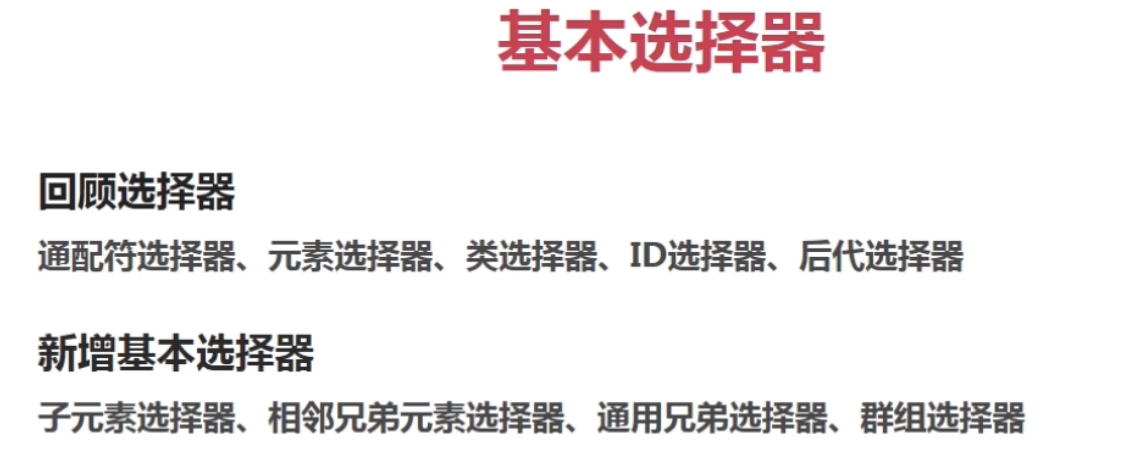 基本选择器
回顾选择器
通配符选择器、元素选择器、类选择器、ID选择器、后代选择器
新增基本选择器
子元素选择器、相邻兄弟元素选择器、通用兄弟选择器、群组选择器